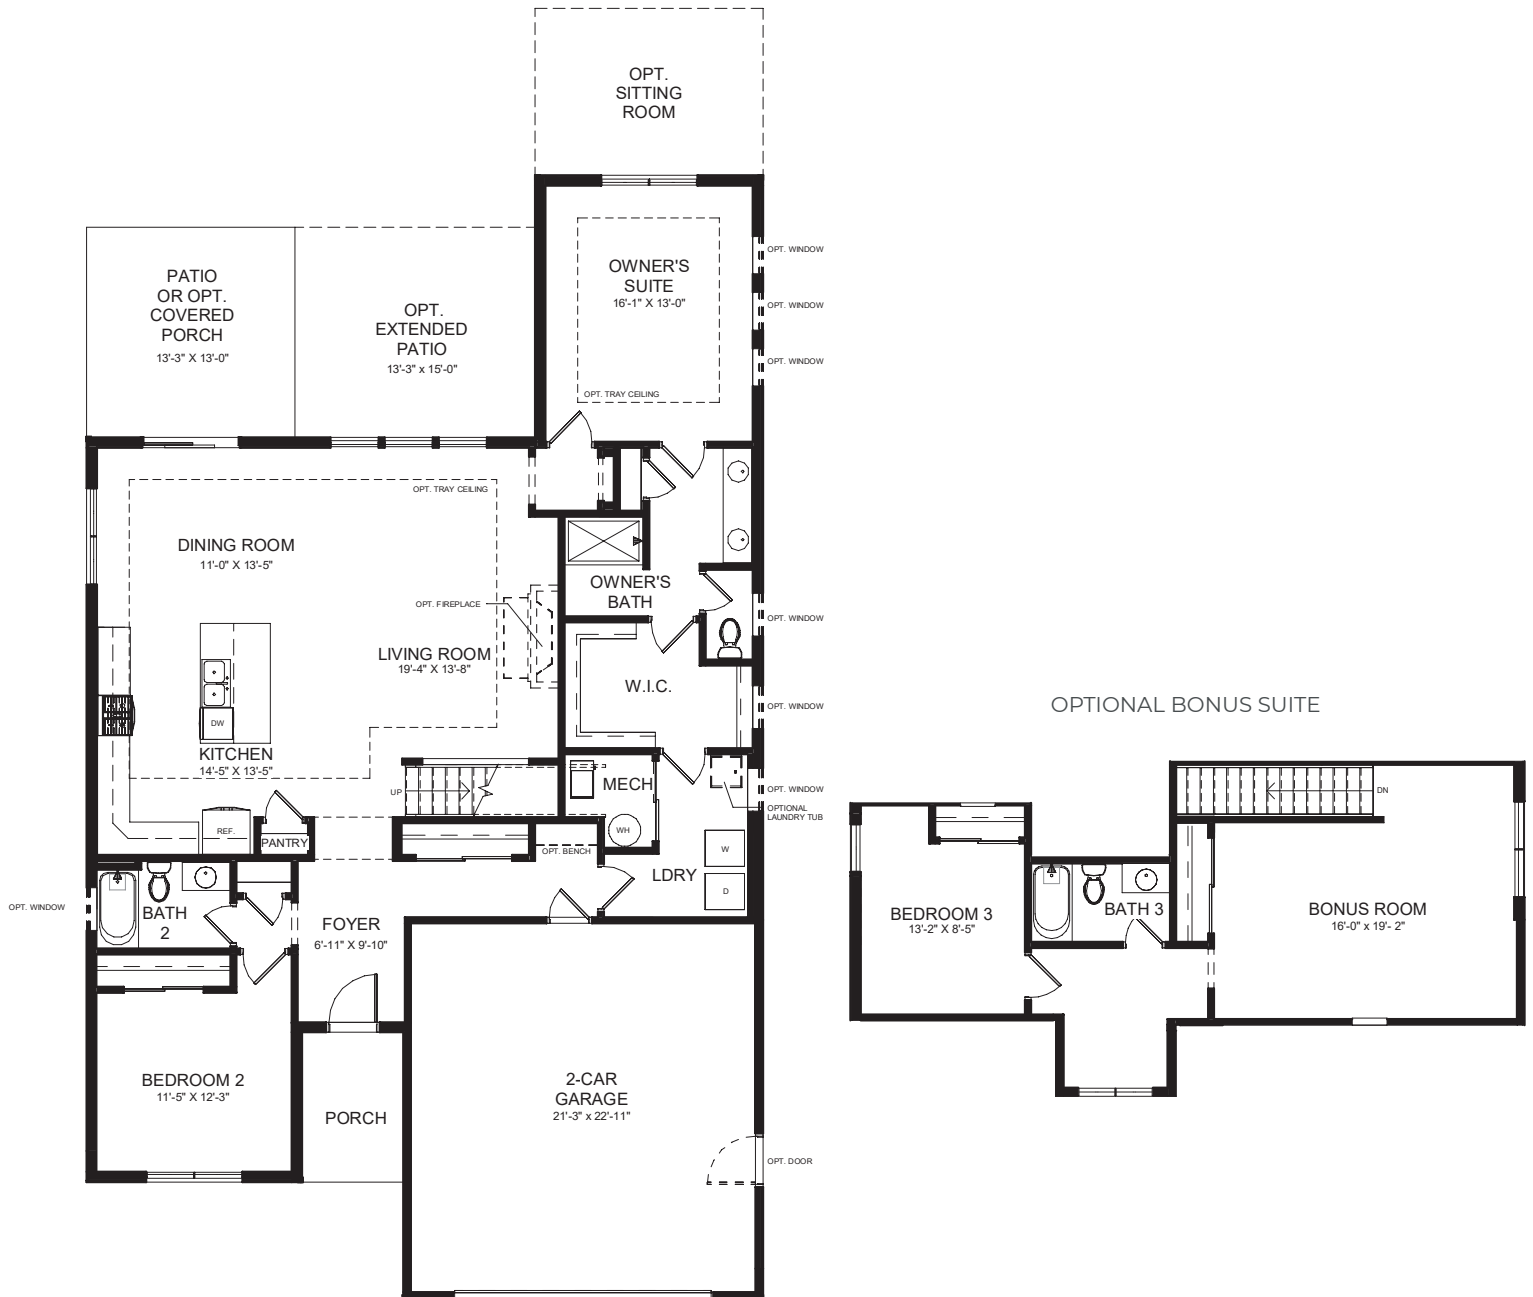 OPT.
SITTING
ROOM
OWNER'S
SUITE
16'-1" X 13'-0"
OPT. WINDOW
OPT. WINDOW
OPT. WINDOW
OPT. TRAY CEILING
PATIO
OR OPT.
COVERED
PORCH
13'-3" X 13'-0"
OPT.
EXTENDED
PATIO
13'-3" x 15'-0"
OPT. TRAY CEILING
DINING ROOM
11'-0" X 13'-5"
OPT. FIREPLACE
LIVING ROOM
19'-4" X 13'-8"
OWNER'S
BATH
OPT. WINDOW
W.I.C.
OPT. WINDOW
DW
KITCHEN
14'-5" X 13'-5"
UP
MECH
WH
OPT. WINDOW
OPTIONAL
LAUNDRY TUB
REF.
PANTRY
OPT. BENCH
LDRY
W
D
OPT. WINDOW
BATH
2
FOYER
6'-11" X 9'-10"
BEDROOM 2
11'-5" X 12'-3"
PORCH
2-CAR
GARAGE
21'-3" x 22'-11"
OPT. DOOR
OPTIONAL BONUS SUITE
DN
BEDROOM 3
13'-2" X 8'-5"
BATH 3
BONUS ROOM
16'-0" x 19'- 2"